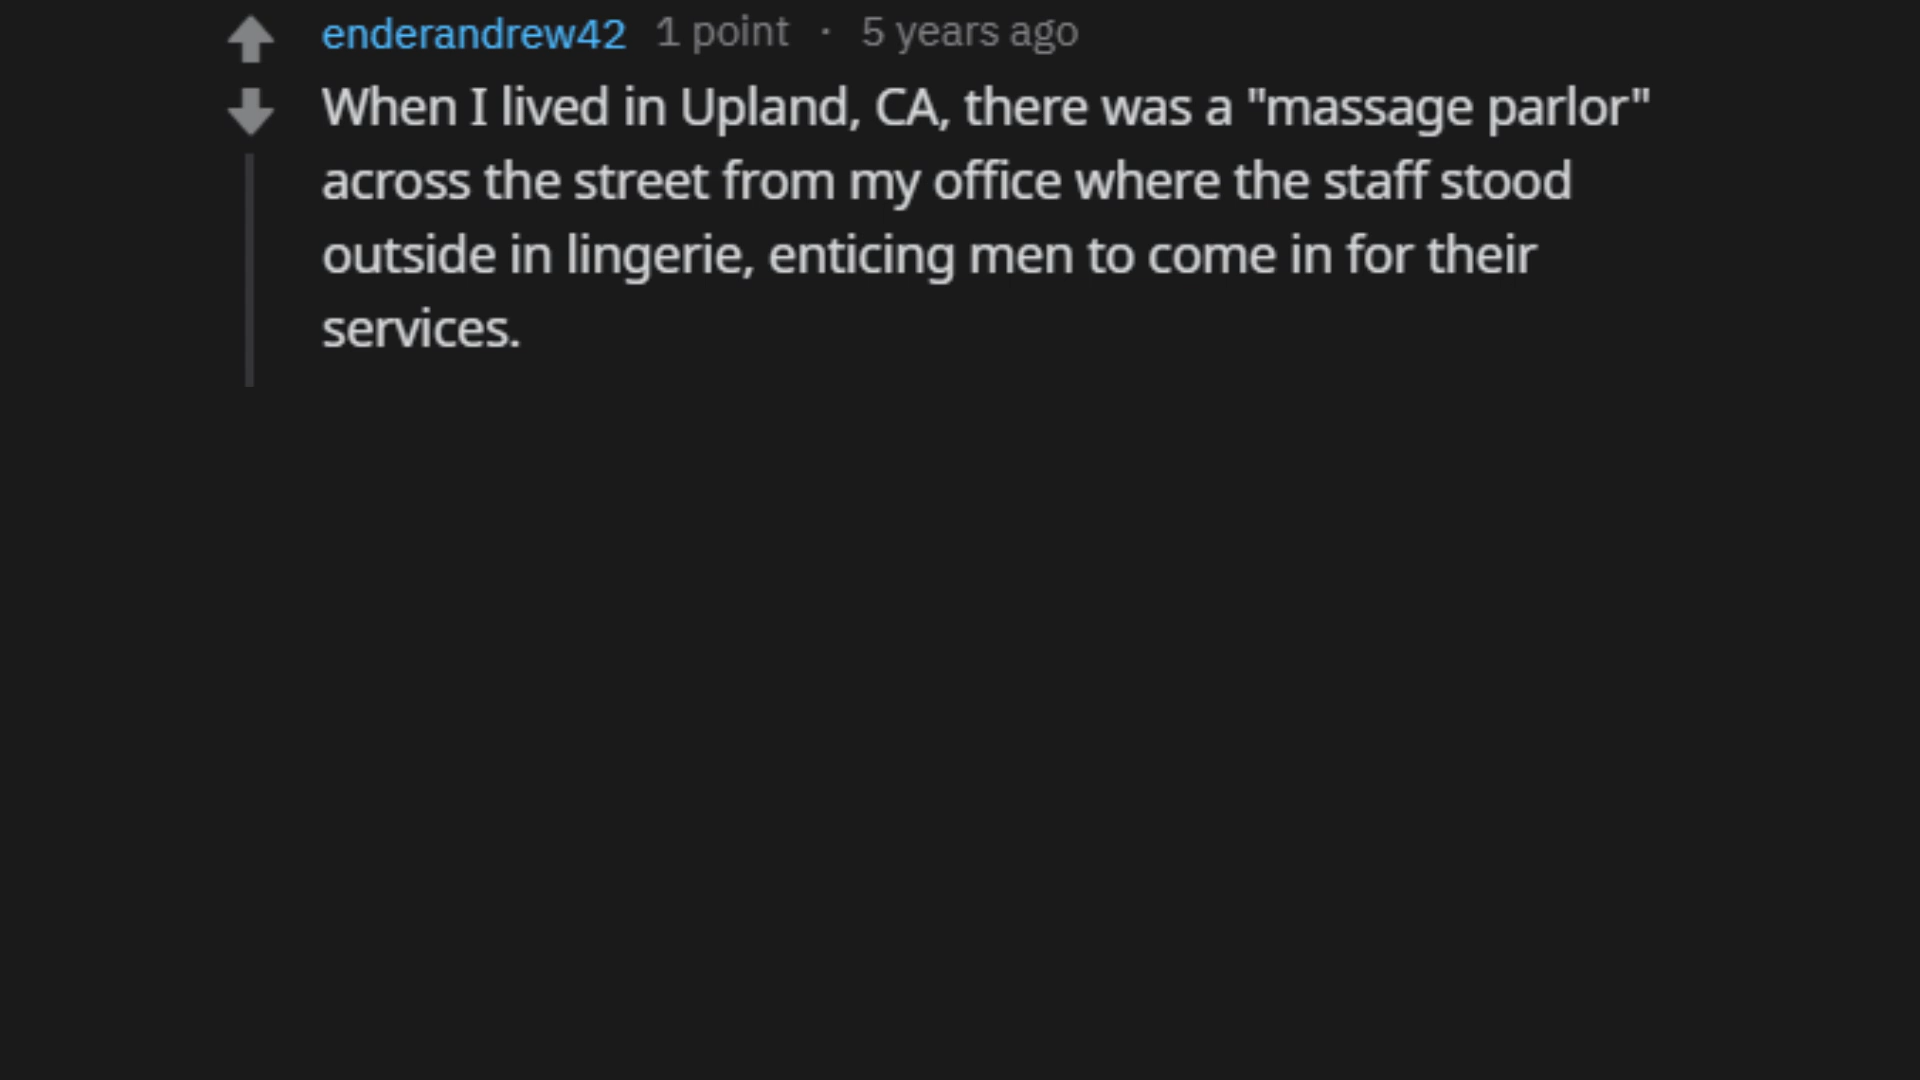 enderandrew42 1 point · 5 years ago
When I lived in Upland, CA, there was a "massage parlor"
across the street from my office where the staff stood
outside in lingerie, enticing men to come in for their
services.